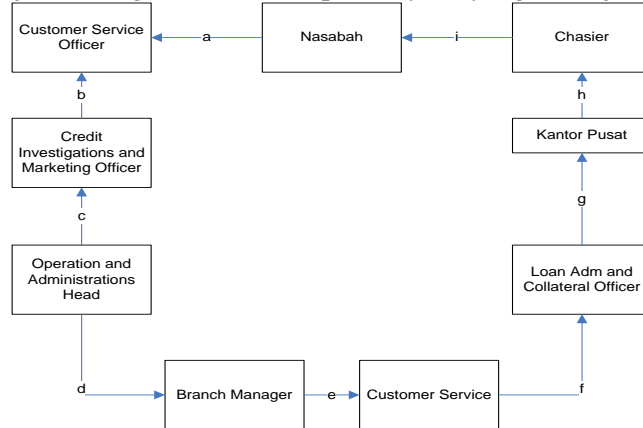 Customer Service
Officer
a
Nasabah
i
Chasier
b
h
Credit
Investigations and
Marketing Officer
Kantor Pusat
c
g
Operation and
Administrations
Head
Loan Adm and
Collateral Officer
d
Branch Manager
e
Customer Service
f